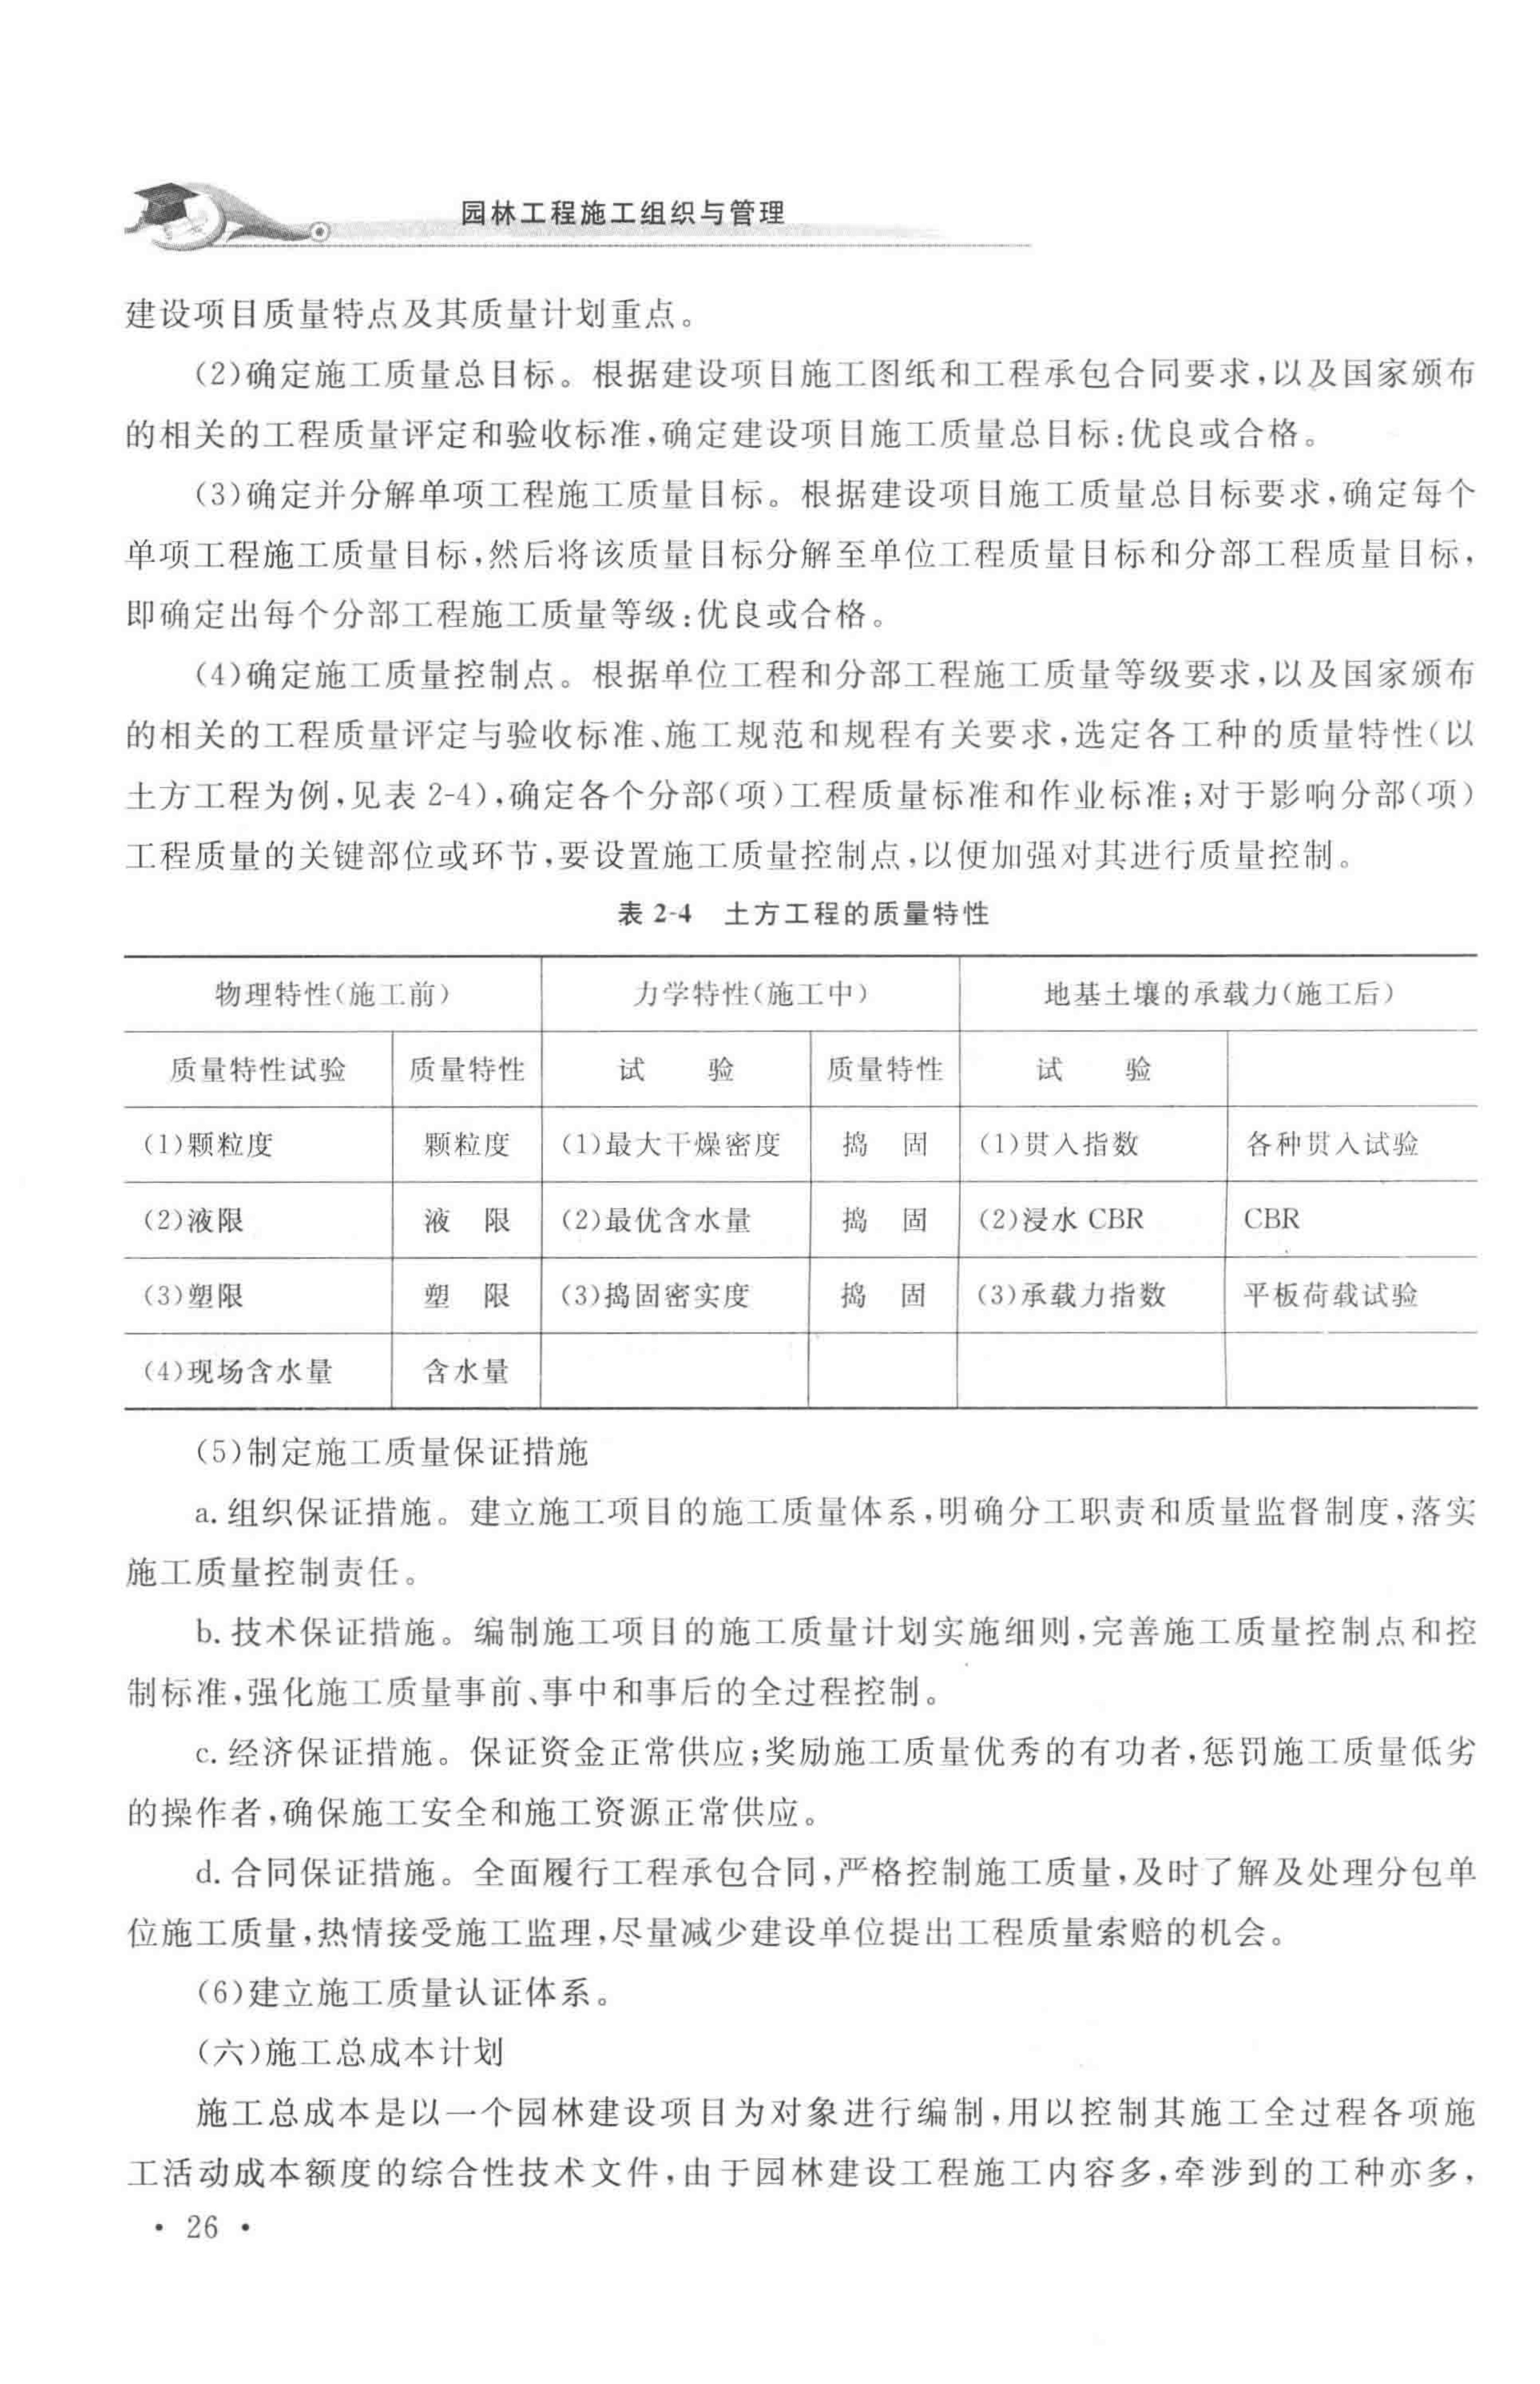 园林工程施工组织与管理
建设项目质量特点及其质量计划重点。
(2)确定施工质量总目标。根据建设项目施工图纸和工程承包合同要求,以及国家颁布
的相关的工程质量评定和验收标准,确定建设项目施工质量总目标:优良或合格。
(3)确定并分解单项工程施工质量目标。根据建设项目施工质量总目标要求,确定每个
单项工程施工质量目标,然后将该质量目标分解至单位工程质量目标和分部工程质量目标,
即确定出每个分部工程施工质量等级:优良或合格。
(4)确定施工质量控制点。根据单位工程和分部工程施工质量等级要求,以及国家颁布
的相关的工程质量评定与验收标准、施工规范和规程有关要求,选定各工种的质量特性(以
土方工程为例,见表 2-4),确定各个分部(项)工程质量标准和作业标准;对于影响分部(项)
工程质量的关键部位或环节,要设置施工质量控制点,以便加强对其进行质量控制。
表 2-4 土方工程的质量特性
物理特性(施工前) 力学特性(施工中) 地基土壤的承载力(施工后)
质量特性试验 质量特性 试 验 质量特性 试 验
(1)颗粒度 颗粒度 (1)最大干燥密度 捣 固 (1)贯入指数 各种贯入试验
(2)液限 液 限 (2)最优含水量 捣 固 (2)浸水 CBR CBR
(3)塑限 塑 限 (3)捣固密实度 捣 固 (3)承载力指数 平板荷载试验
(4)现场含水量 含水量
(5)制定施工质量保证措施
a. 组织保证措施。建立施工项目的施工质量体系,明确分工职责和质量监督制度,落实
施工质量控制责任。
b. 技术保证措施。编制施工项目的施工质量计划实施细则,完善施工质量控制点和控
制标准,强化施工质量事前、事中和事后的全过程控制。
c. 经济保证措施。保证资金正常供应;奖励施工质量优秀的有功者,惩罚施工质量低劣
的操作者,确保施工安全和施工资源正常供应。
d. 合同保证措施。全面履行工程承包合同,严格控制施工质量,及时了解及处理分包单
位施工质量,热情接受施工监理,尽量减少建设单位提出工程质量索赔的机会。
(6)建立施工质量认证体系。
(六)施工总成本计划
施工总成本是以一个园林建设项目为对象进行编制,用以控制其施工全过程各项施
工活动成本额度的综合性技术文件,由于园林建设工程施工内容多,牵涉到的工种亦多,
· 26 ·